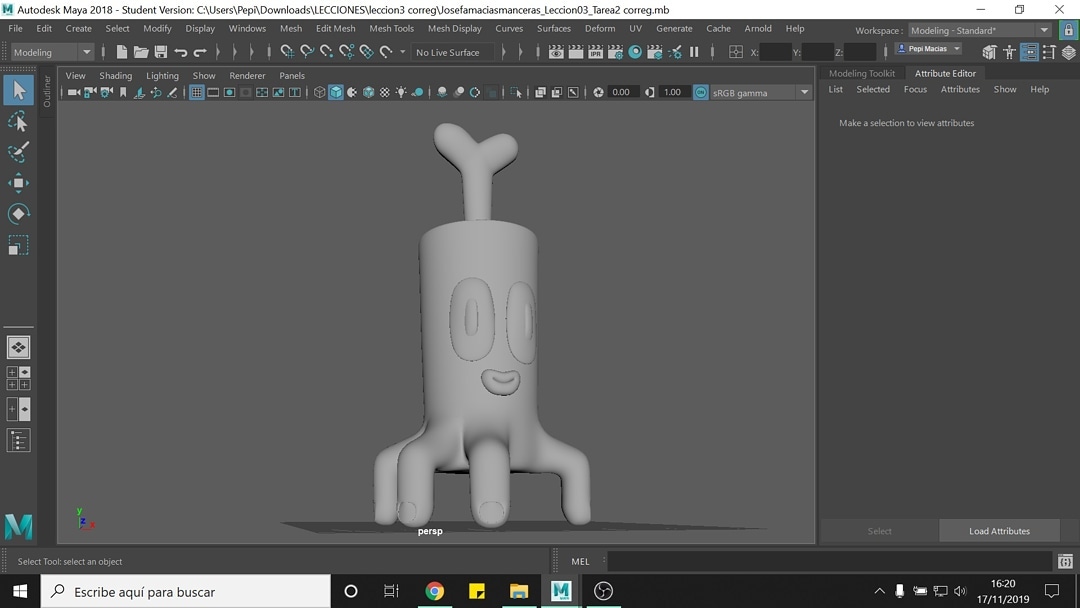 Autodesk Maya 2018 - Student Version: C:\Users\Pepi\Downloads\LECCIONES\leccion3 correg\Josefamaciasmanceras_Leccion03_Tarea2 correg.mb
File Edit Create Select Modify Display Windows Mesh Edit Mesh Mesh Tools Mesh Display Curves Surfaces Deform UV Generate Cache Arnold Help Workspace : Modeling - Standard*
Modeling No Live Surface X: Y: Z: Pepi Macias
View Shading Lighting Show Renderer Panels Modeling Toolkit Attribute Editor
0.00 1.00 sRGB gamma List Selected Focus Attributes Show Help
Outliner
Make a selection to view attributes
y
z x
persp
Select Load Attributes
Select Tool: select an object MEL
Escribe aquí para buscar
16:20
17/11/2019